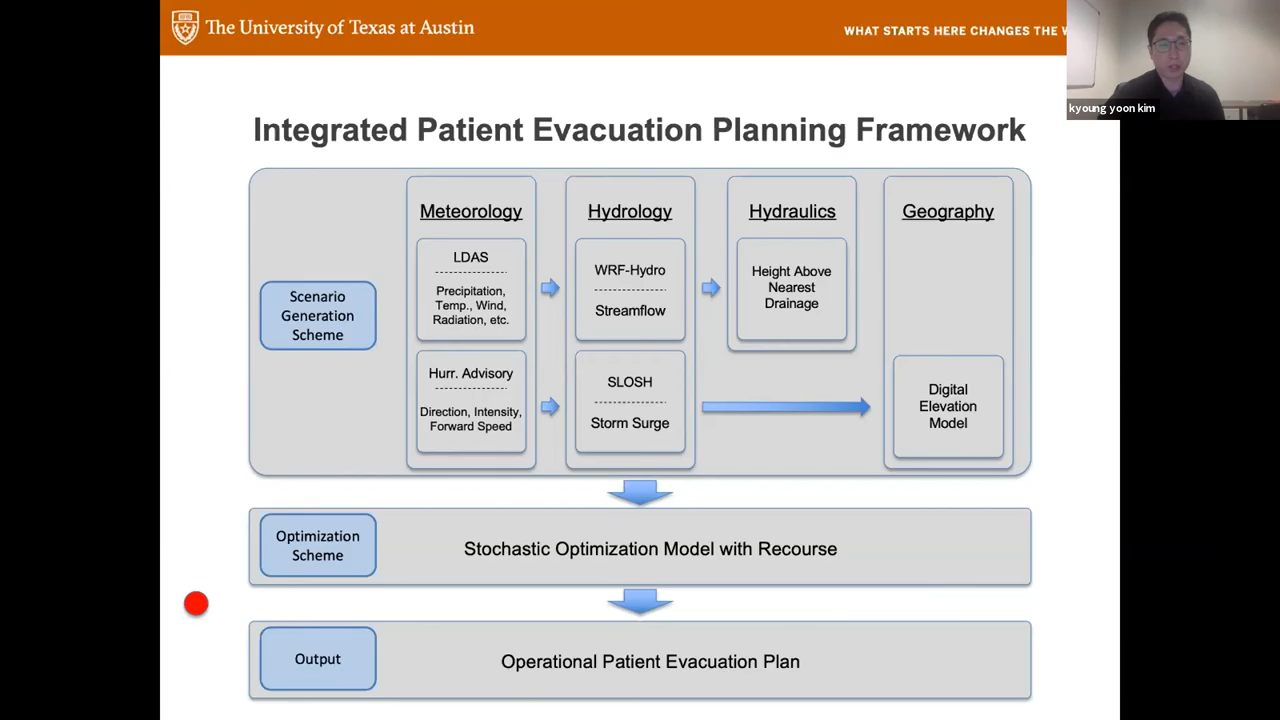 The University of Texas at Austin
WHAT STARTS HERE CHANGES THE W
kyoung yoon kim
Integrated Patient Evacuation Planning Framework
Scenario
Generation
Scheme
Meteorology
LDAS
Precipitation,
Temp., Wind,
Radiation, etc.
Hurr. Advisory
Direction, Intensity,
Forward Speed
Hydrology
WRF-Hydro
Streamflow
SLOSH
Storm Surge
Hydraulics
Height Above
Nearest
Drainage
Geography
Digital
Elevation
Model
Optimization
Scheme
Stochastic Optimization Model with Recourse
Output
Operational Patient Evacuation Plan